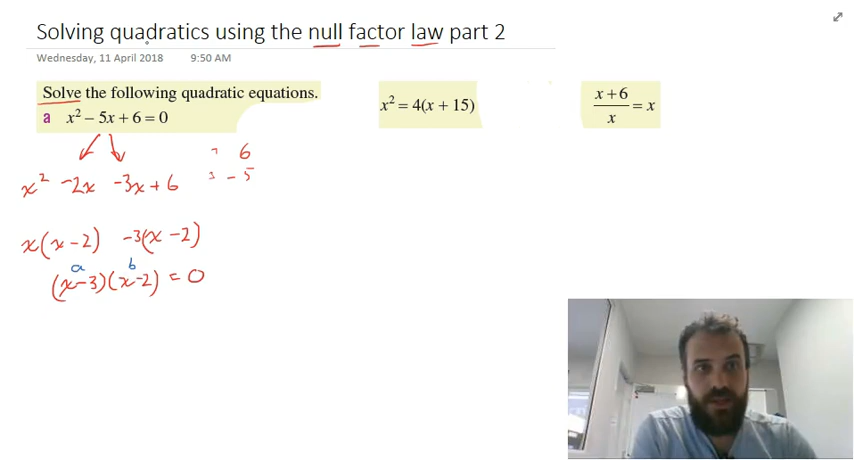 Solving quadratics using the null factor law part 2
Wednesday, 11 April 2018 9:50 AM
Solve the following quadratic equations.
a x² − 5x + 6 = 0
x² = 4(x + 15)
x + 6
x
= x
6
x² -2x -3x + 6
- 5
x(x - 2) -3(x - 2)
a b
(x - 3)(x - 2) = 0